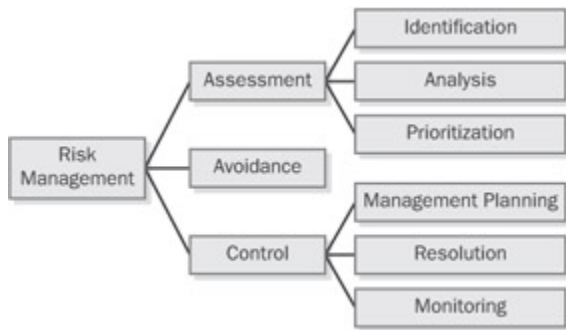 Identification
Assessment
Analysis
Prioritization
Risk
Management
Avoidance
Management Planning
Control
Resolution
Monitoring